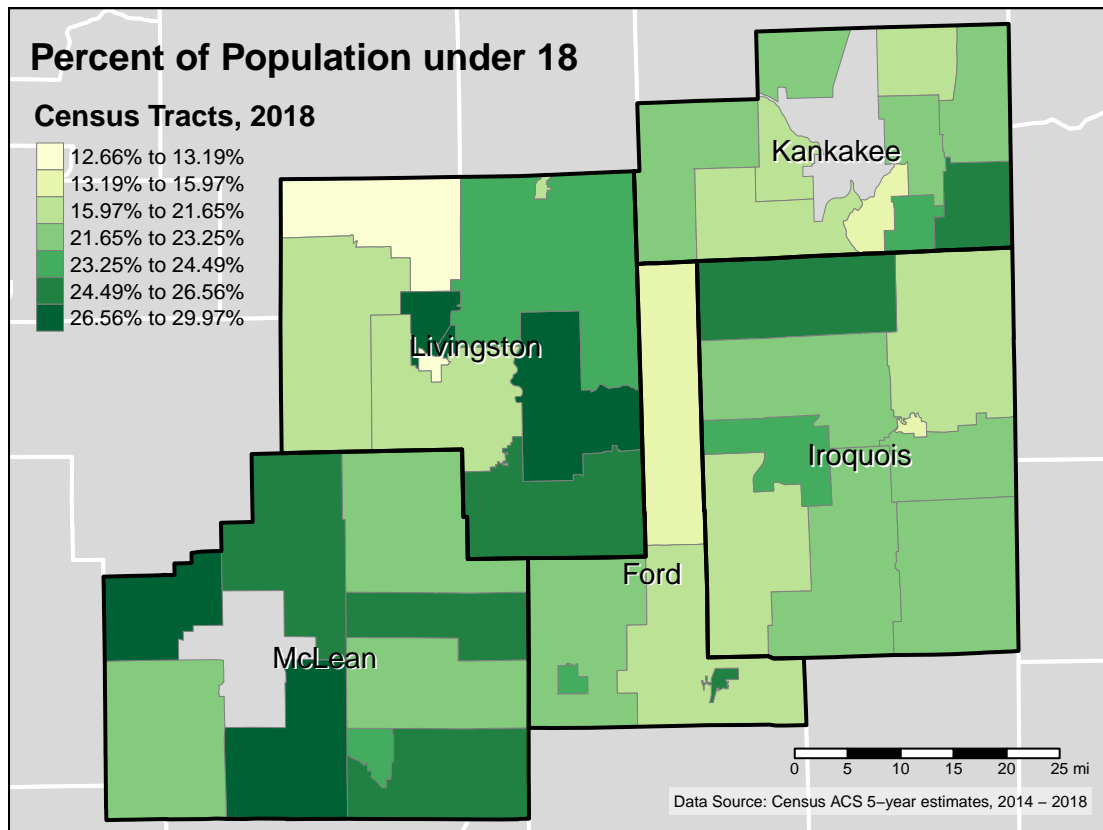 Percent of Population under 18
Census Tracts, 2018
12.66% to 13.19%
13.19% to 15.97%
15.97% to 21.65%
21.65% to 23.25%
23.25% to 24.49%
24.49% to 26.56%
26.56% to 29.97%
Kankakee
Livingston
Iroquois
Ford
McLean
0 5 10 15 20 25 mi
Data Source: Census ACS 5−year estimates, 2014 − 2018